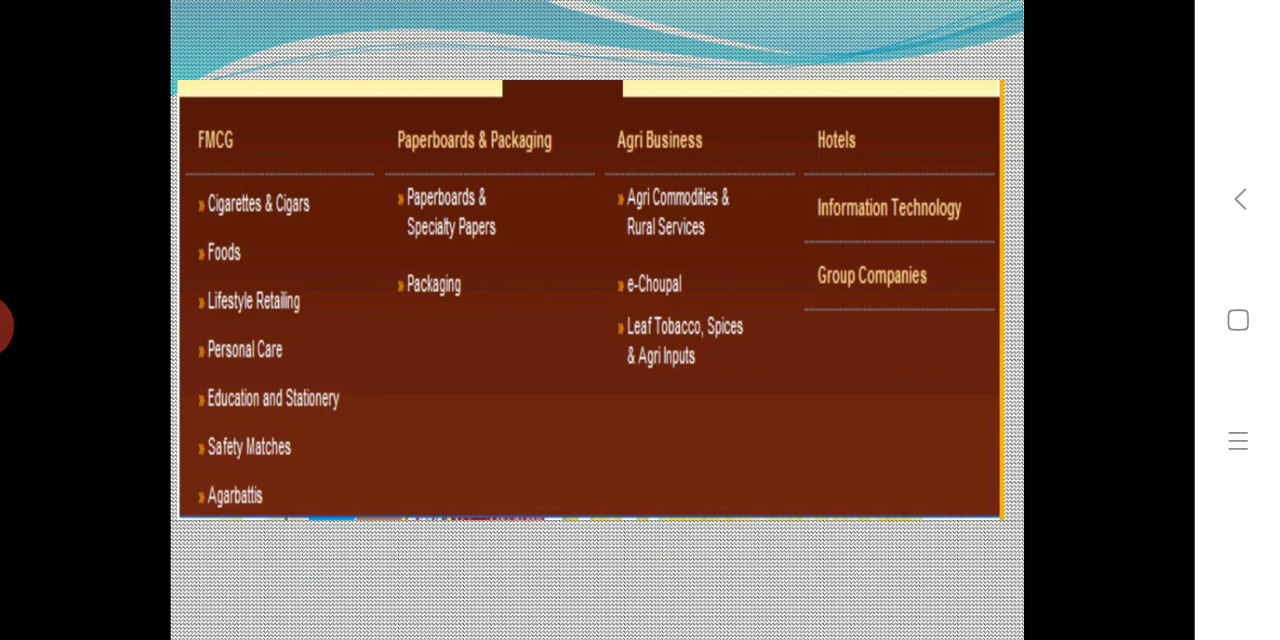 FMCG
» Cigarettes & Cigars
» Foods
» Lifestyle Retailing
» Personal Care
» Education and Stationery
» Safety Matches
» Agarbattis
Paperboards & Packaging
» Paperboards &
Specialty Papers
» Packaging
Agri Business
» Agri Commodities &
Rural Services
» e-Choupal
» Leaf Tobacco, Spices
& Agri Inputs
Hotels
Information Technology
Group Companies